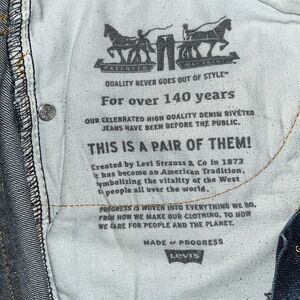 PATENTED
QUALITY NEVER GOES OUT OF STYLE™
For over 140 years
OUR CELEBRATED HIGH QUALITY DENIM RIVETED
JEANS HAVE BEEN BEFORE THE PUBLIC.
THIS IS A PAIR OF THEM!
Created by Levi Strauss & Co in 1873
it has become an American Tradition,
symbolizing the vitality of the West
to people all over the world.
PROGRESS IS WOVEN INTO EVERYTHING WE DO,
FROM HOW WE MAKE OUR CLOTHING, TO HOW
WE CARE FOR PEOPLE AND THE PLANET.
MADE OF PROGRESS
LEVI'S